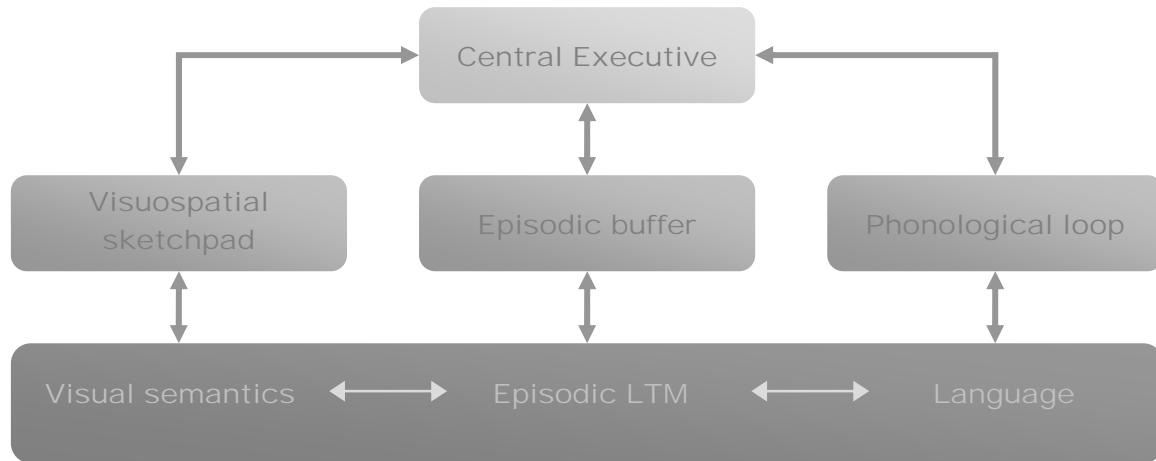 Central Executive
Visuospatial
sketchpad
Episodic buffer
Phonological loop
Visual semantics
Episodic LTM
Language